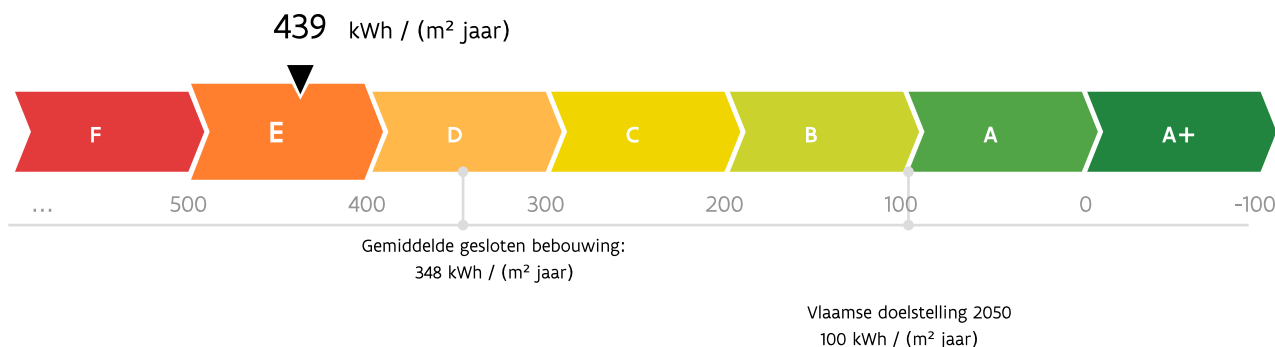 439 kWh / (m² jaar)
F E D C B A A+
... 500 400 300 200 100 0 -100
Gemiddelde gesloten bebouwing:
348 kWh / (m² jaar)
Vlaamse doelstelling 2050
100 kWh / (m² jaar)